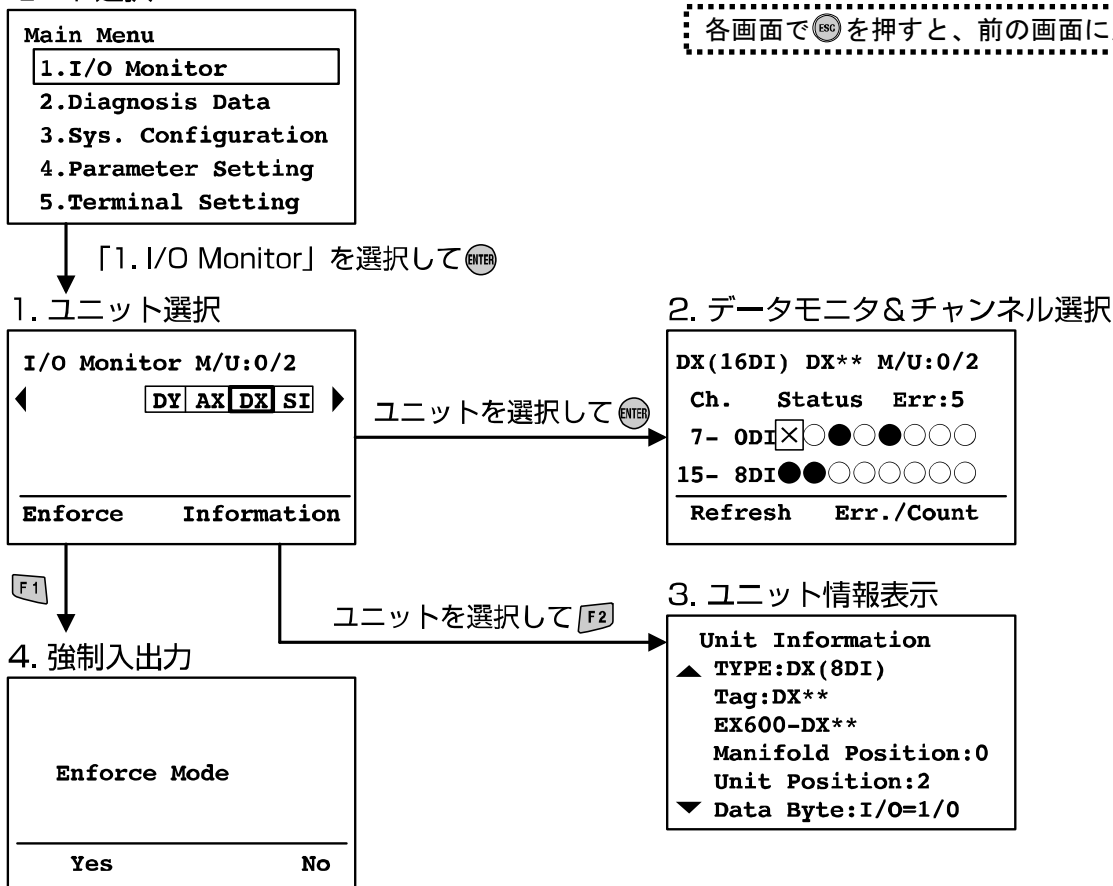 各画面で ESC を押すと、前の画面に
Main Menu
1.I/O Monitor
2.Diagnosis Data
3.Sys. Configuration
4.Parameter Setting
5.Terminal Setting
「1. I/O Monitor」を選択して ENTER
1. ユニット選択
I/O Monitor M/U:0/2
DY AX DX SI
Enforce Information
ユニットを選択して ENTER
2. データモニタ&チャンネル選択
DX(16DI) DX** M/U:0/2
Ch. Status Err:5
7- 0DI
15- 8DI
Refresh Err./Count
F1
ユニットを選択して F2
3. ユニット情報表示
Unit Information
TYPE:DX(8DI)
Tag:DX**
EX600-DX**
Manifold Position:0
Unit Position:2
Data Byte:I/O=1/0
4. 強制入出力
Enforce Mode
Yes No